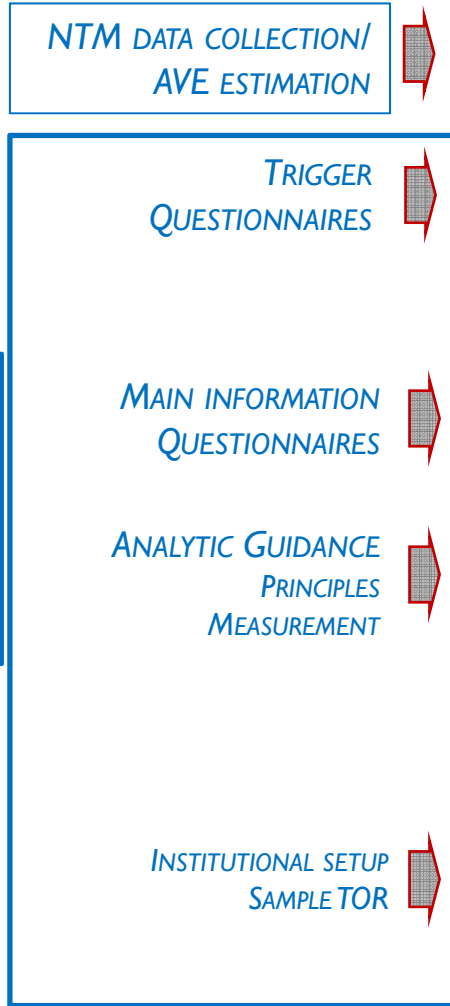 NTM DATA COLLECTION/
AVE ESTIMATION
TRIGGER
QUESTIONNAIRES
MAIN INFORMATION
QUESTIONNAIRES
ANALYTIC GUIDANCE
PRINCIPLES
MEASUREMENT
INSTITUTIONAL SETUP
SAMPLE TOR